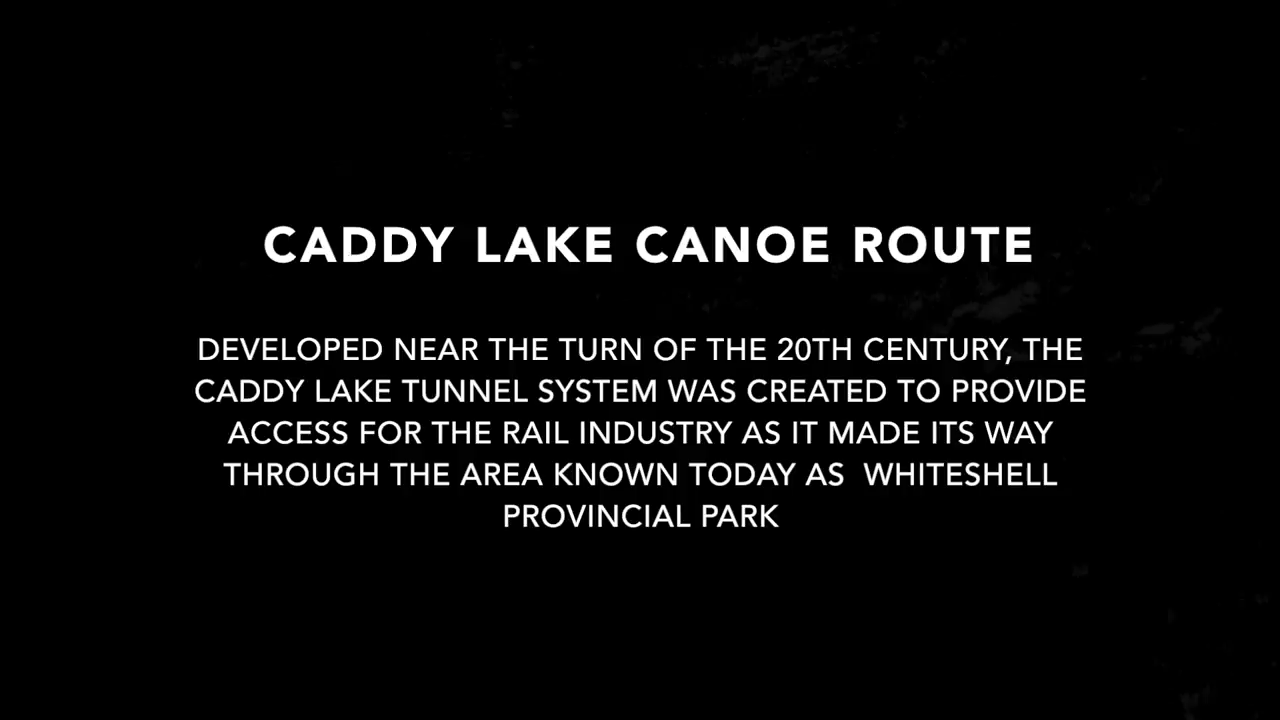 CADDY LAKE CANOE ROUTE
DEVELOPED NEAR THE TURN OF THE 20TH CENTURY, THE
CADDY LAKE TUNNEL SYSTEM WAS CREATED TO PROVIDE
ACCESS FOR THE RAIL INDUSTRY AS IT MADE ITS WAY
THROUGH THE AREA KNOWN TODAY AS  WHITESHELL
PROVINCIAL PARK